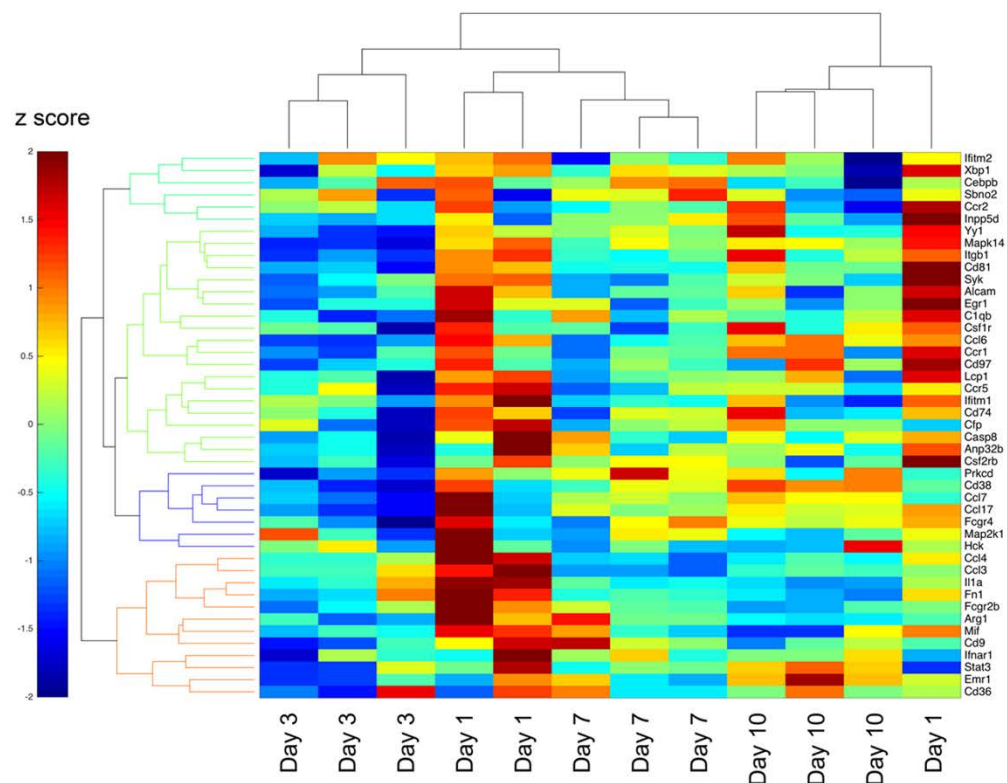 z score
2
1.5
1
0.5
0
-0.5
-1
-1.5
-2
Ifitm2
Xbp1
Cebpb
Sbno2
Ccr2
Inpp5d
Yy1
Mapk14
Itgb1
Cd81
Syk
Alcam
Egr1
C1qb
Csf1r
Ccl6
Ccr1
Cd97
Lcp1
Ccr5
Ifitm1
Cd74
Cfp
Casp8
Anp32b
Csf2rb
Prkcd
Cd38
Ccl7
Ccl17
Fcgr4
Map2k1
Hck
Ccl4
Ccl3
Il1a
Fn1
Fcgr2b
Arg1
Mif
Cd9
Ifnar1
Stat3
Emr1
Cd36
Day 3
Day 3
Day 3
Day 1
Day 1
Day 7
Day 7
Day 7
Day 10
Day 10
Day 10
Day 1